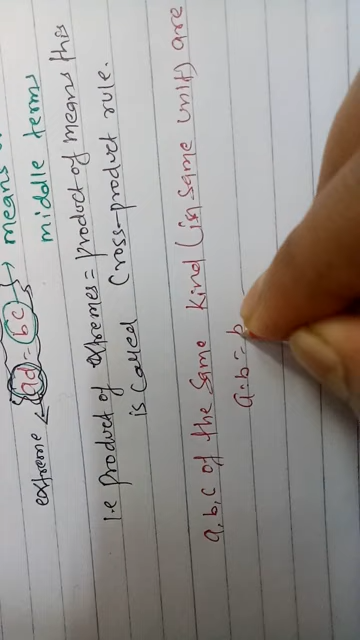 means
middle terms
extreme ad = bc
i.e product of extremes = product of means this
is called Cross-product rule.
a, b, c of the same kind (in same unit) are
a:b = b